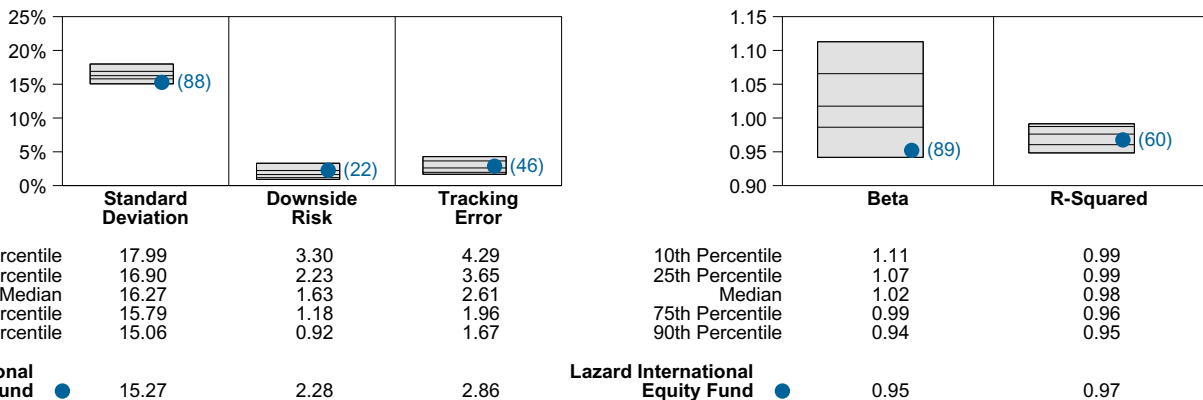 25%
20%
15%
10%
5%
0%
(88)
(22)
(46)
Standard Deviation
Downside Risk
Tracking Error
Median
17.99 3.30 4.29
16.90 2.23 3.65
16.27 1.63 2.61
15.79 1.18 1.96
15.06 0.92 1.67
15.27 2.28 2.86
1.15
1.10
1.05
1.00
0.95
0.90
(89)
(60)
Beta R-Squared
10th Percentile 1.11 0.99
25th Percentile 1.07 0.99
Median 1.02 0.98
75th Percentile 0.99 0.96
90th Percentile 0.94 0.95
Lazard International
Equity Fund 0.95 0.97